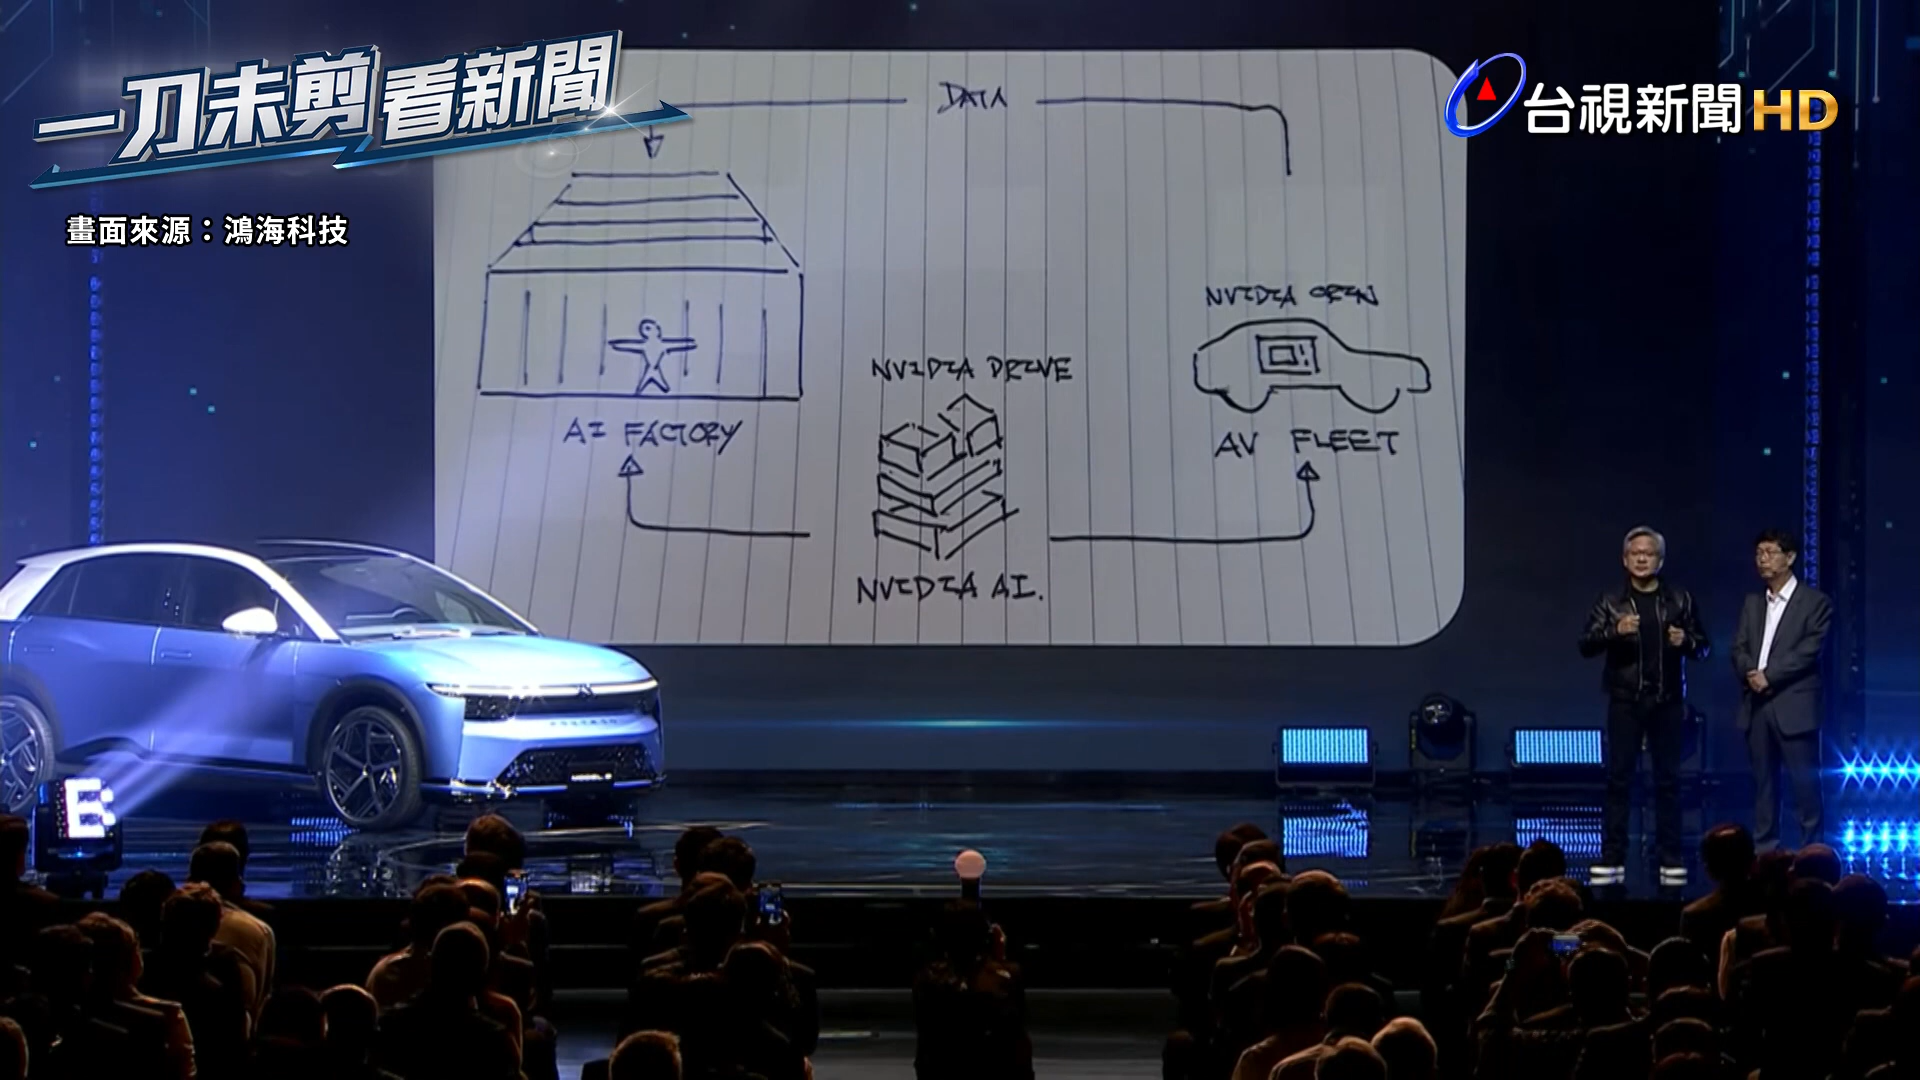 一刀未剪看新聞
台視新聞HD
畫面來源：鴻海科技
DATA
NVIDIA ORIN
NVIDIA DRIVE
AI FACTORY
AV FLEET
NVIDIA AI.